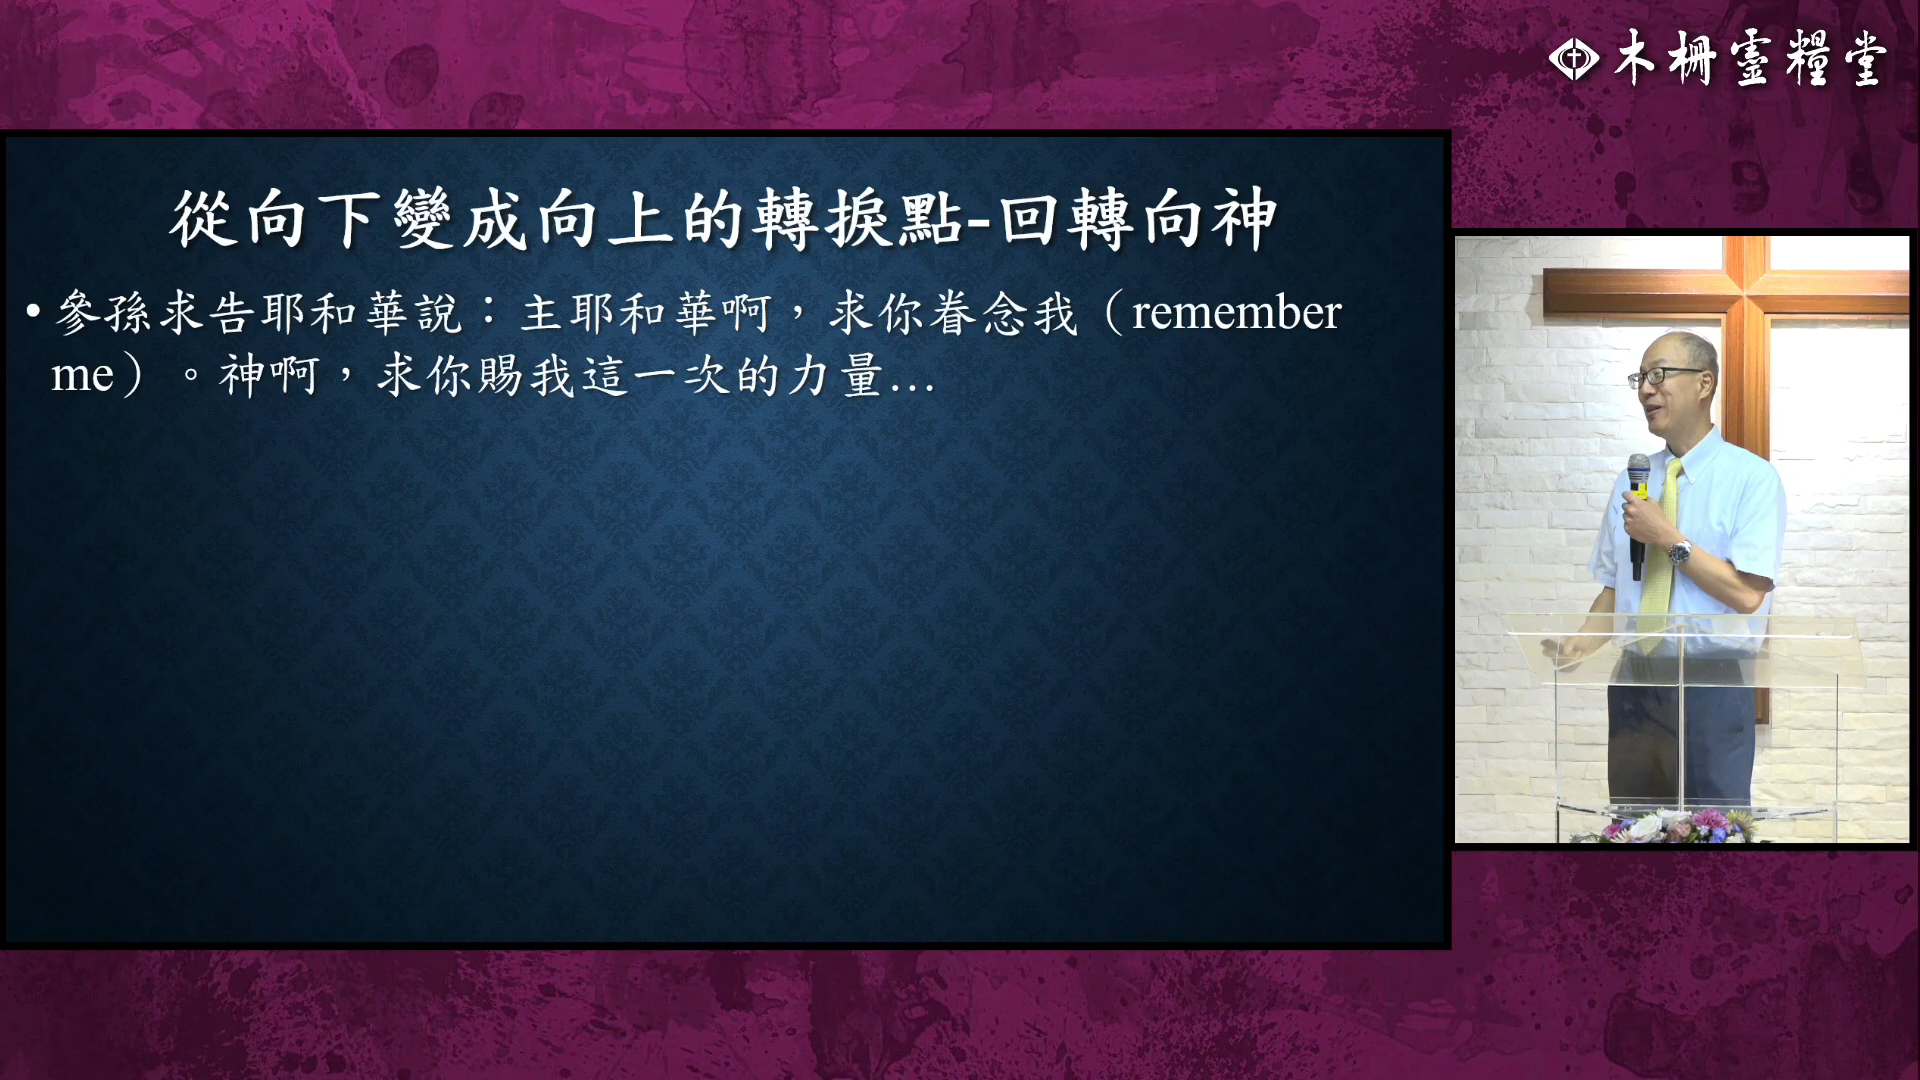 木柵靈糧堂
從向下變成向上的轉捩點-回轉向神
• 參孫求告耶和華說：主耶和華啊，求你眷念我（remember
me）。神啊，求你賜我這一次的力量…